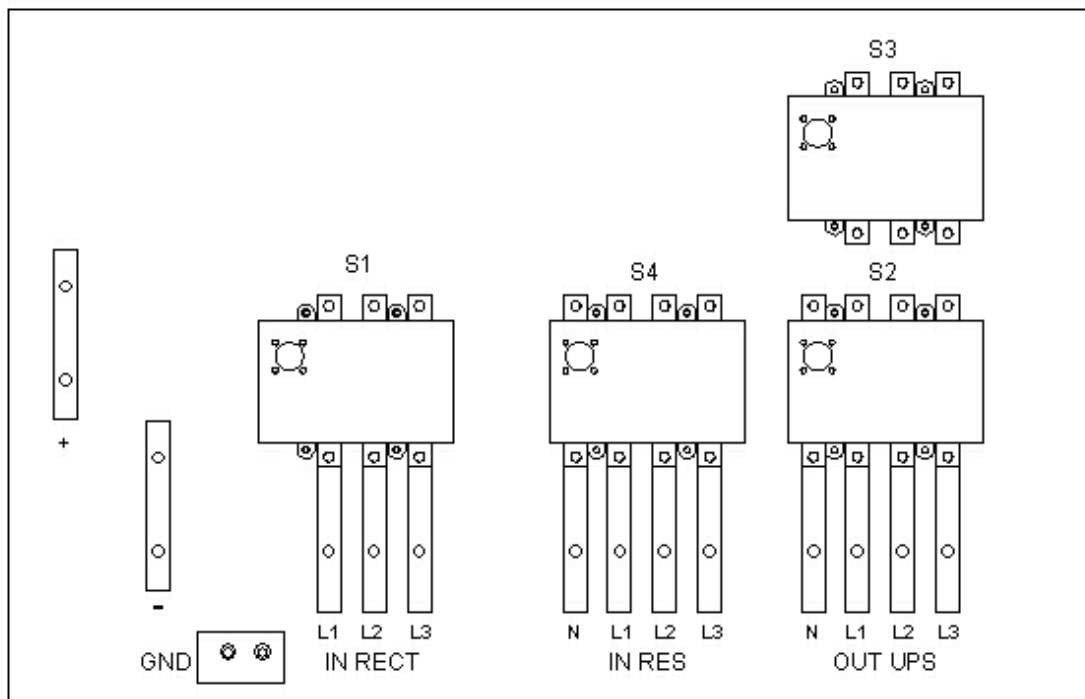 S3
S1
S4
S2
+
-
L1 L2 L3
N L1 L2 L3
N L1 L2 L3
GND
IN RECT
IN RES
OUT UPS